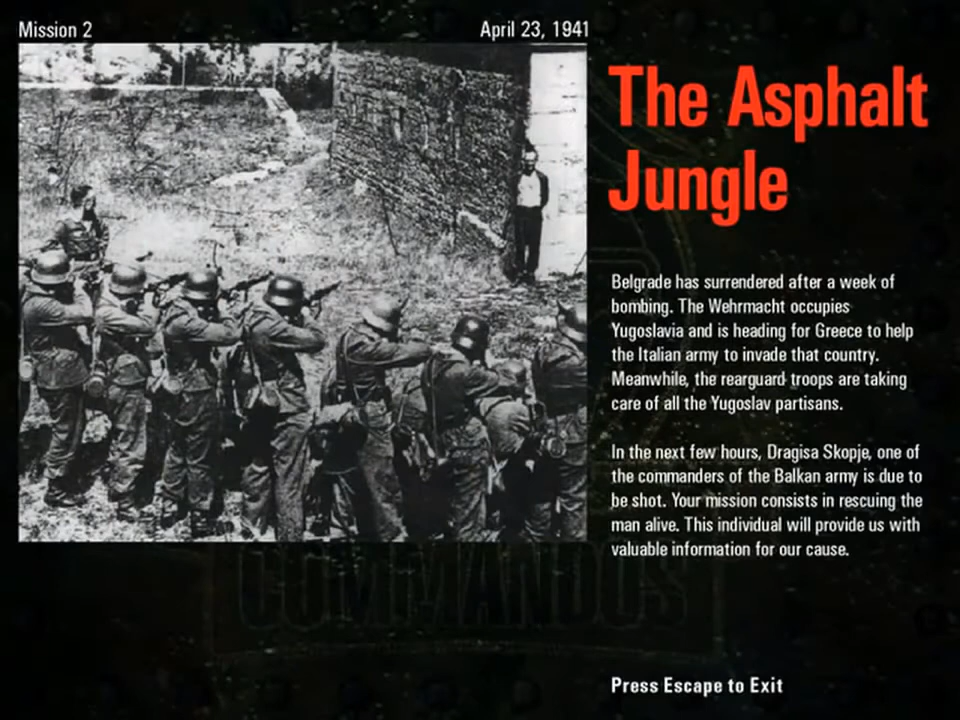 Mission 2
April 23, 1941
The Asphalt
Jungle
Belgrade has surrendered after a week of
bombing. The Wehrmacht occupies
Yugoslavia and is heading for Greece to help
the Italian army to invade that country.
Meanwhile, the rearguard troops are taking
care of all the Yugoslav partisans.
In the next few hours, Dragisa Skopje, one of
the commanders of the Balkan army is due to
be shot. Your mission consists in rescuing the
man alive. This individual will provide us with
valuable information for our cause.
COMMANDOS
Press Escape to Exit